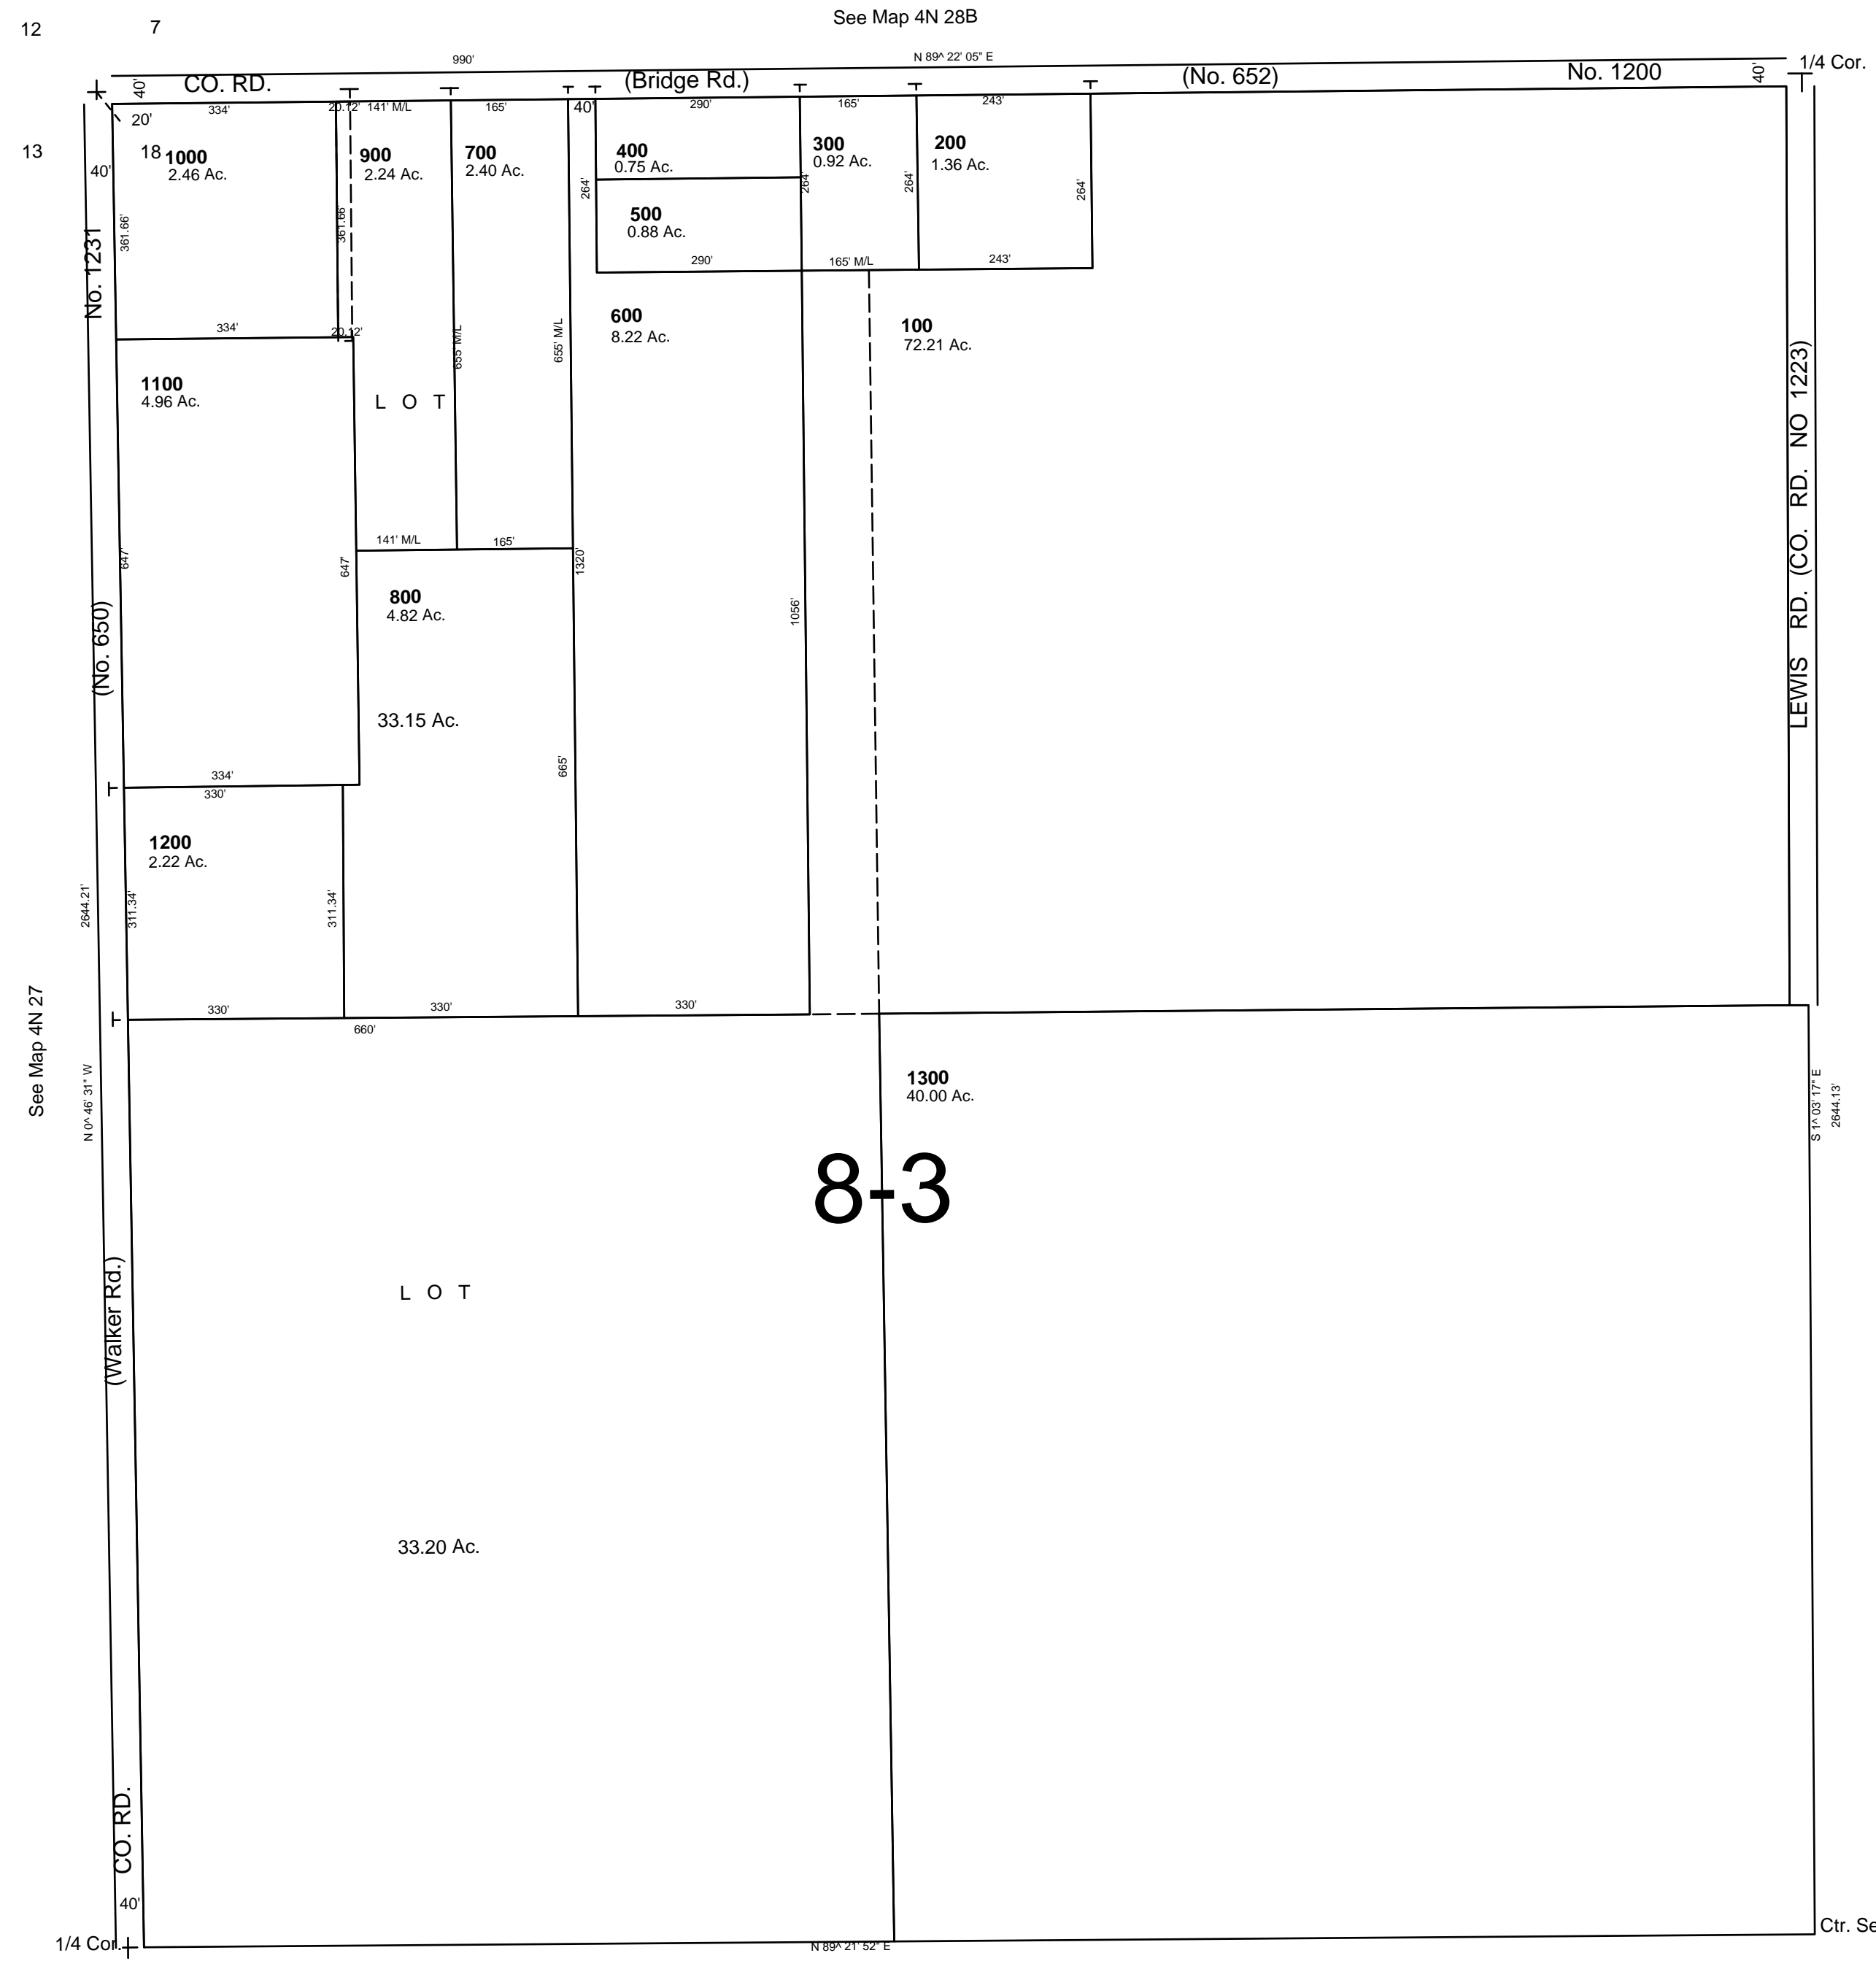 See Map 4N 28B
12
7
990'
N 89^ 22' 05" E
1/4 Cor.
40'
CO. RD.
(Bridge Rd.)
(No. 652)
No. 1200
40'
334'
20.12'
141' M/L
165'
40'
290'
165'
243'
20'
13
18
40'
1000
2.46 Ac.
900
2.24 Ac.
700
2.40 Ac.
400
0.75 Ac.
300
0.92 Ac.
200
1.36 Ac.
264'
264'
264'
264'
361.66'
361.66'
500
0.88 Ac.
No. 1231
290'
165' M/L
243'
600
8.22 Ac.
100
72.21 Ac.
334'
20.12'
655' M/L
655' M/L
1100
4.96 Ac.
L O T
LEWIS RD. (CO. RD. NO 1223)
141' M/L
165'
647'
647'
1320'
800
4.82 Ac.
1056'
(No. 650)
33.15 Ac.
665'
334'
330'
1200
2.22 Ac.
2644.21'
311.34'
311.34'
330'
330'
330'
660'
See Map 4N 27
N 0^ 46' 31" W
1300
40.00 Ac.
S 1^ 03' 17" E
2644.13'
8-3
L O T
(Walker Rd.)
33.20 Ac.
CO. RD.
40'
1/4 Cor.
N 89^ 21' 52" E
Ctr. Se